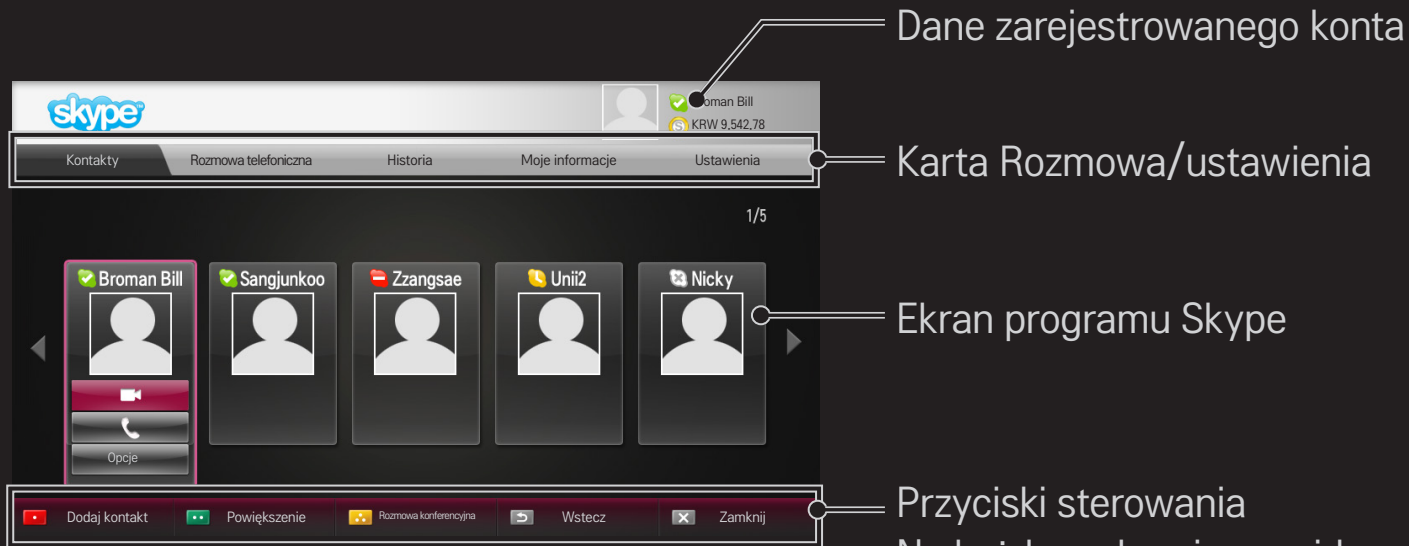 Dane zarejestrowanego konta
skype
Broman Bill
KRW 9,542,78
Kontakty Rozmowa telefoniczna Historia Moje informacje Ustawienia
Karta Rozmowa/ustawienia
1/5
Broman Bill Sangjunkoo Zzangsae Unii2 Nicky
Ekran programu Skype
Opcje
Przyciski sterowania
Dodaj kontakt Powiększenie Rozmowa konferencyjna Wstecz Zamknij